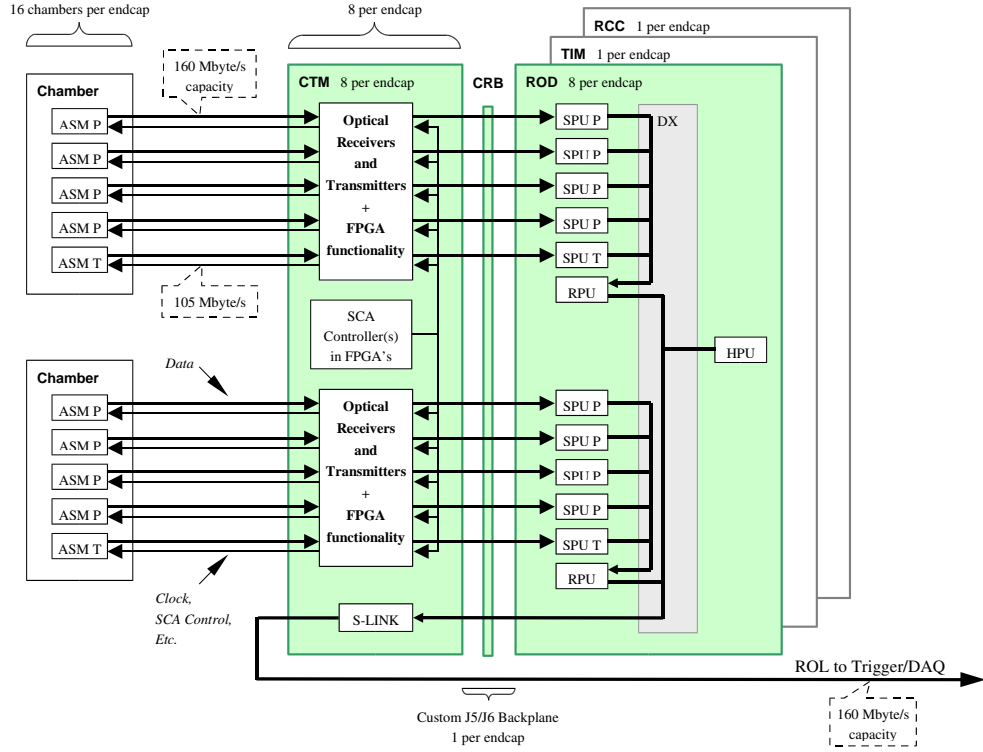 16 chambers per endcap
8 per endcap
RCC 1 per endcap
TIM 1 per endcap
160 Mbyte/s
capacity
CTM 8 per endcap
CRB
ROD 8 per endcap
Chamber
ASM P
ASM P
ASM P
ASM P
ASM T
105 Mbyte/s
Optical
Receivers
and
Transmitters
+
FPGA
functionality
SCA
Controller(s)
in FPGA's
SPU P
SPU P
SPU P
SPU P
SPU T
RPU
DX
HPU
Data
Chamber
ASM P
ASM P
ASM P
ASM P
ASM T
Clock,
SCA Control,
Etc.
Optical
Receivers
and
Transmitters
+
FPGA
functionality
S-LINK
SPU P
SPU P
SPU P
SPU P
SPU T
RPU
ROL to Trigger/DAQ
160 Mbyte/s
capacity
Custom J5/J6 Backplane
1 per endcap